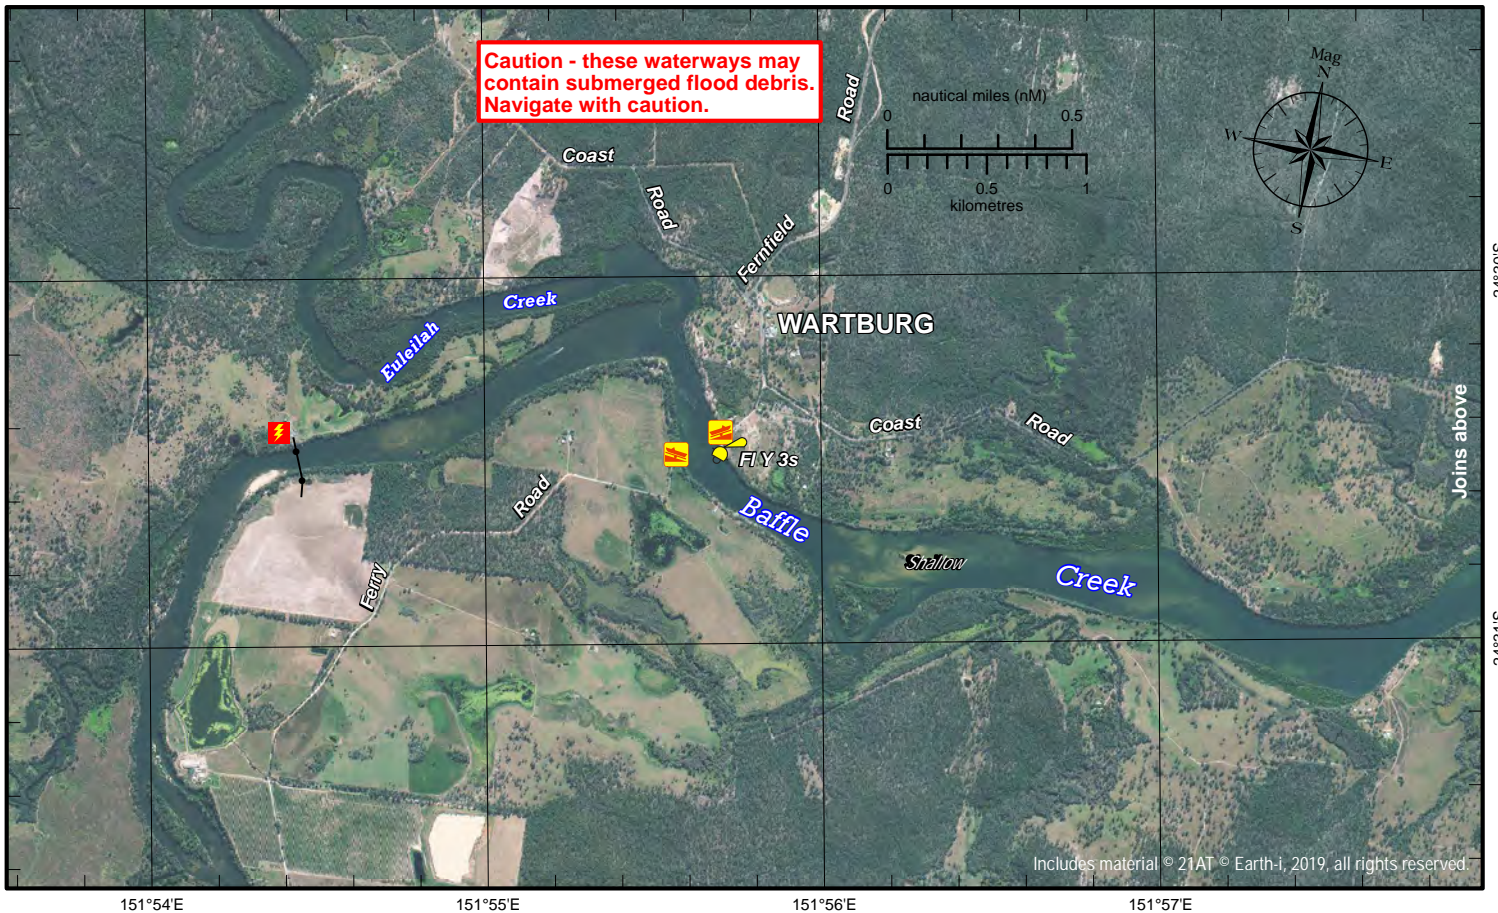 Caution - these waterways may
contain submerged flood debris.
Navigate with caution.
Road
nautical miles (nM)
0 0.5
0 0.5 1
kilometres
Mag
N
W
E
S
Coast
Road
Fernfield
Creek
Euleilah
WARTBURG
Coast
Road
Fl Y 3s
Road
Baffle
Shallow
Creek
Ferry
Joins above
Includes material © 21AT © Earth-i, 2019, all rights reserved.
151°54'E 151°55'E 151°56'E 151°57'E